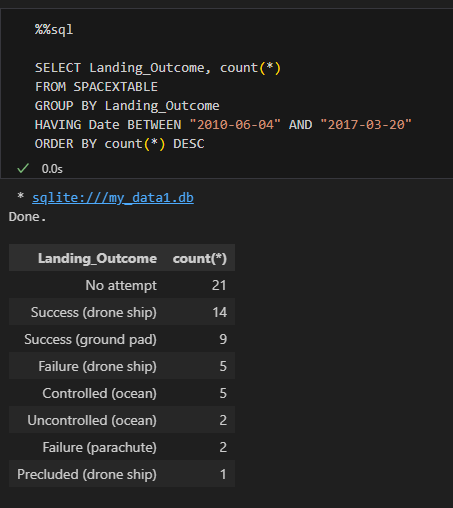 %%sql
SELECT Landing_Outcome, count(*)
FROM SPACEXTABLE
GROUP BY Landing_Outcome
HAVING Date BETWEEN "2010-06-04" AND "2017-03-20"
ORDER BY count(*) DESC
✓ 0.0s
* sqlite:///my_data1.db
Done.
Landing_Outcome count(*)
No attempt 21
Success (drone ship) 14
Success (ground pad) 9
Failure (drone ship) 5
Controlled (ocean) 5
Uncontrolled (ocean) 2
Failure (parachute) 2
Precluded (drone ship) 1